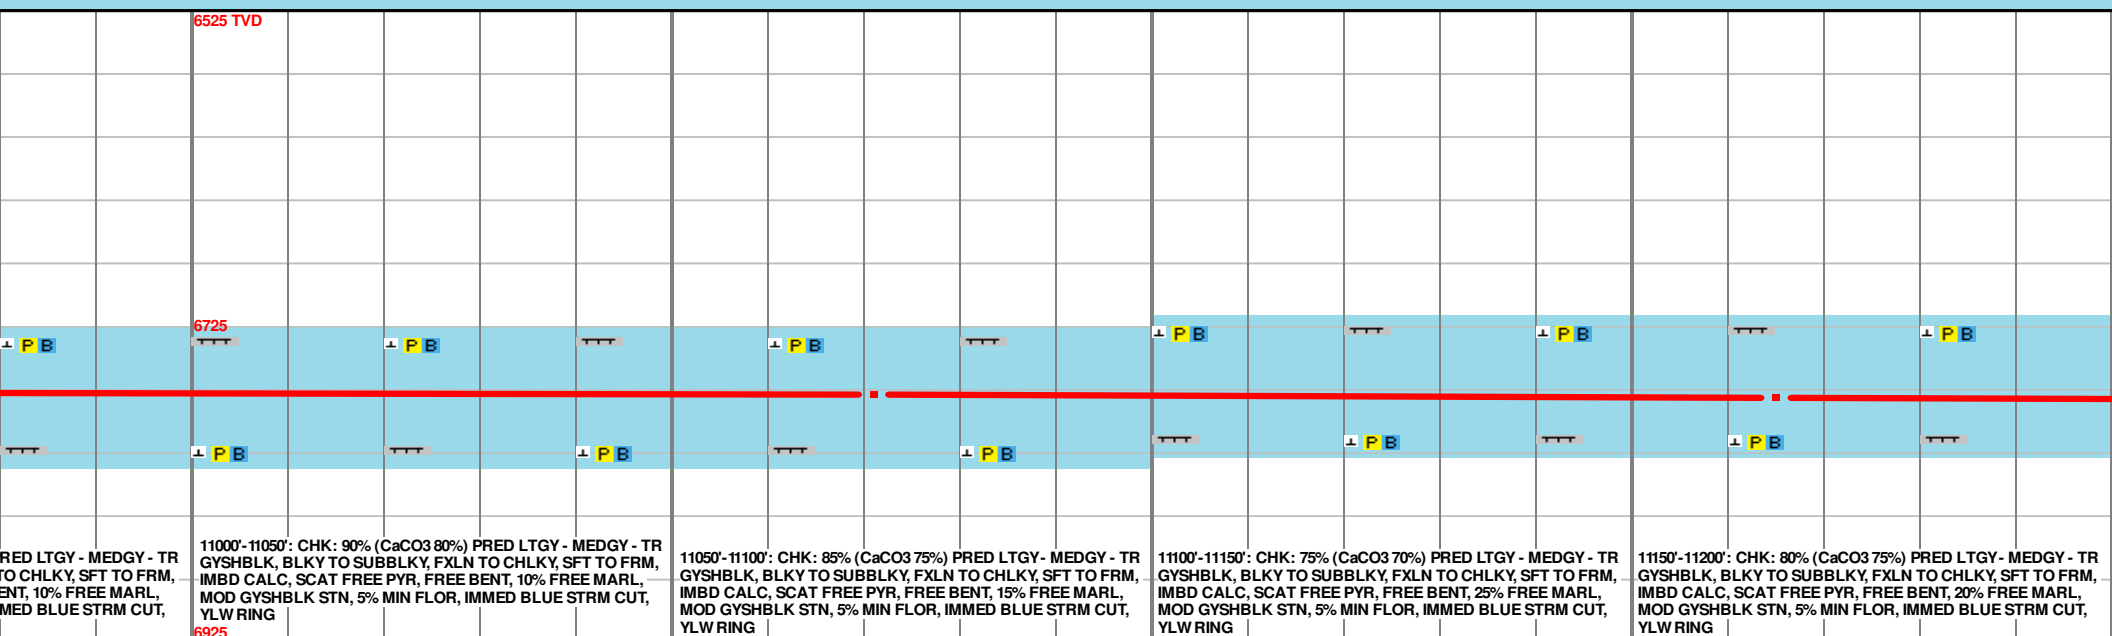 6525 TVD
6725
P B
P B
P B
P B
P B
P B
P B
P B
P B
P B
P B
RED LTGY - MEDGY - TR
TO CHLKY, SFT TO FRM,
ENT, 10% FREE MARL,
MED BLUE STRM CUT,
11000'-11050': CHK: 90% (CaCO3 80%) PRED LTGY - MEDGY - TR
GYSHBLK, BLKY TO SUBBLKY, FXLN TO CHLKY, SFT TO FRM,
IMBD CALC, SCAT FREE PYR, FREE BENT, 10% FREE MARL,
MOD GYSHBLK STN, 5% MIN FLOR, IMMED BLUE STRM CUT,
YLW RING
11050'-11100': CHK: 85% (CaCO3 75%) PRED LTGY - MEDGY - TR
GYSHBLK, BLKY TO SUBBLKY, FXLN TO CHLKY, SFT TO FRM,
IMBD CALC, SCAT FREE PYR, FREE BENT, 15% FREE MARL,
MOD GYSHBLK STN, 5% MIN FLOR, IMMED BLUE STRM CUT,
YLW RING
11100'-11150': CHK: 75% (CaCO3 70%) PRED LTGY - MEDGY - TR
GYSHBLK, BLKY TO SUBBLKY, FXLN TO CHLKY, SFT TO FRM,
IMBD CALC, SCAT FREE PYR, FREE BENT, 25% FREE MARL,
MOD GYSHBLK STN, 5% MIN FLOR, IMMED BLUE STRM CUT,
YLW RING
11150'-11200': CHK: 80% (CaCO3 75%) PRED LTGY - MEDGY - TR
GYSHBLK, BLKY TO SUBBLKY, FXLN TO CHLKY, SFT TO FRM,
IMBD CALC, SCAT FREE PYR, FREE BENT, 20% FREE MARL,
MOD GYSHBLK STN, 5% MIN FLOR, IMMED BLUE STRM CUT,
YLW RING
6925